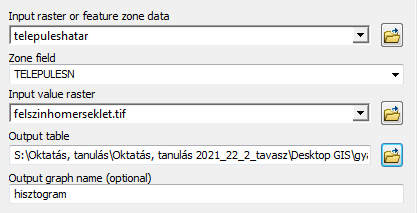 Input raster or feature zone data
telepuleshatar
Zone field
TELEPULESN
Input value raster
felszinhomerseklet.tif
Output table
S:\Oktatás, tanulás\Oktatás, tanulás 2021_22_2_tavasz\Desktop GIS\gya
Output graph name (optional)
hisztogram